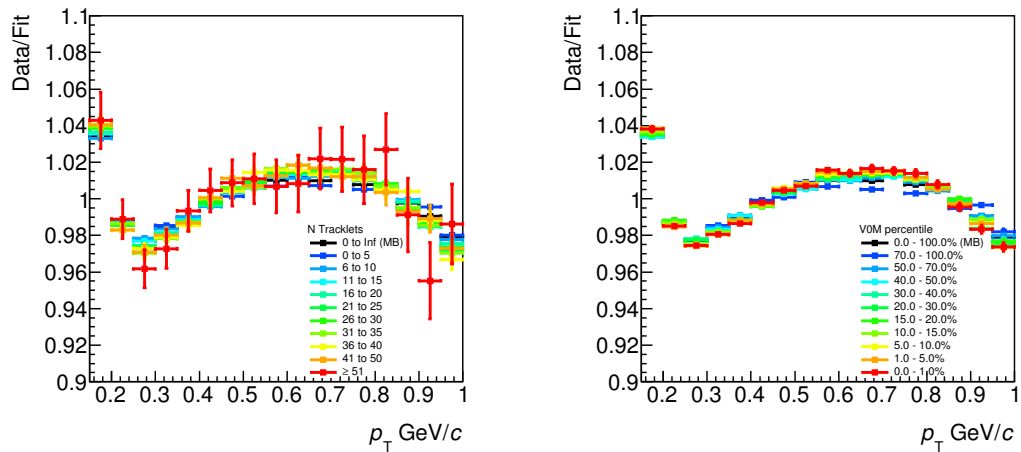 Data/Fit
1.1
1.08
1.06
1.04
1.02
1
0.98
0.96
0.94
0.92
0.9
N Tracklets
0 to Inf (MB)
0 to 5
6 to 10
11 to 15
16 to 20
21 to 25
26 to 30
31 to 35
36 to 40
41 to 50
≥ 51
0.2 0.3 0.4 0.5 0.6 0.7 0.8 0.9 1
p_T GeV/c
Data/Fit
1.1
1.08
1.06
1.04
1.02
1
0.98
0.96
0.94
0.92
0.9
V0M percentile
0.0 - 100.0% (MB)
70.0 - 100.0%
50.0 - 70.0%
40.0 - 50.0%
30.0 - 40.0%
20.0 - 30.0%
15.0 - 20.0%
10.0 - 15.0%
5.0 - 10.0%
1.0 - 5.0%
0.0 - 1.0%
0.2 0.3 0.4 0.5 0.6 0.7 0.8 0.9 1
p_T GeV/c